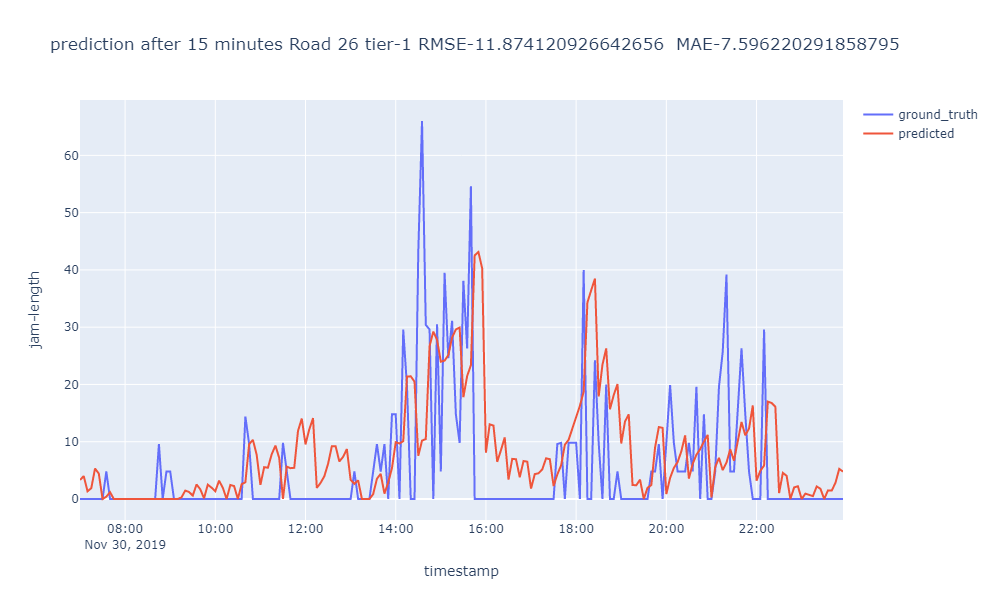 prediction after 15 minutes Road 26 tier-1 RMSE-11.874120926642656  MAE-7.596220291858795
ground_truth
predicted
60
50
40
30
20
10
0
jam-length
08:00 10:00 12:00 14:00 16:00 18:00 20:00 22:00
Nov 30, 2019
timestamp